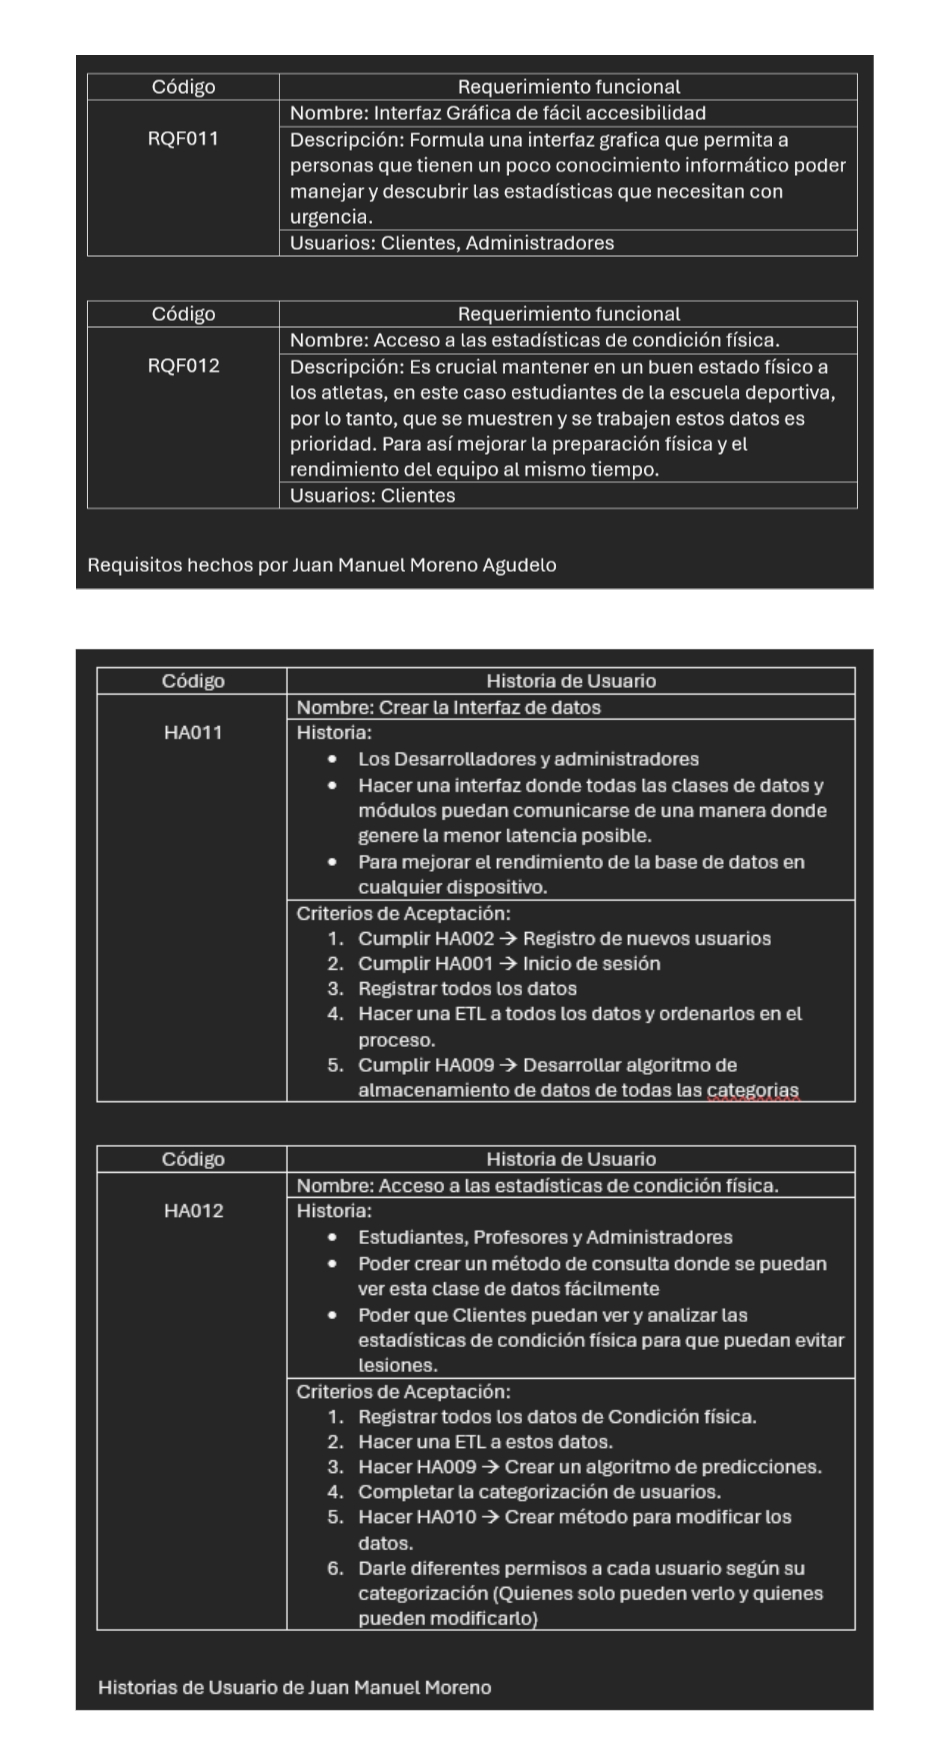 Código
Requerimiento funcional
RQF011
Nombre: Interfaz Gráfica de fácil accesibilidad
Descripción: Formula una interfaz grafica que permita a
personas que tienen un poco conocimiento informático poder
manejar y descubrir las estadísticas que necesitan con
urgencia.
Usuarios: Clientes, Administradores
Código
Requerimiento funcional
RQF012
Nombre: Acceso a las estadísticas de condición física.
Descripción: Es crucial mantener en un buen estado físico a
los atletas, en este caso estudiantes de la escuela deportiva,
por lo tanto, que se muestren y se trabajen estos datos es
prioridad. Para así mejorar la preparación física y el
rendimiento del equipo al mismo tiempo.
Usuarios: Clientes
Requisitos hechos por Juan Manuel Moreno Agudelo
Código
Historia de Usuario
HA011
Nombre: Crear la Interfaz de datos
Historia:
• Los Desarrolladores y administradores
• Hacer una interfaz donde todas las clases de datos y
módulos puedan comunicarse de una manera donde
genere la menor latencia posible.
• Para mejorar el rendimiento de la base de datos en
cualquier dispositivo.
Criterios de Aceptación:
1. Cumplir HA002 → Registro de nuevos usuarios
2. Cumplir HA001 → Inicio de sesión
3. Registrar todos los datos
4. Hacer una ETL a todos los datos y ordenarlos en el
proceso.
5. Cumplir HA009 → Desarrollar algoritmo de
almacenamiento de datos de todas las categorias
Código
Historia de Usuario
HA012
Nombre: Acceso a las estadísticas de condición física.
Historia:
• Estudiantes, Profesores y Administradores
• Poder crear un método de consulta donde se puedan
ver esta clase de datos fácilmente
• Poder que Clientes puedan ver y analizar las
estadísticas de condición física para que puedan evitar
lesiones.
Criterios de Aceptación:
1. Registrar todos los datos de Condición física.
2. Hacer una ETL a estos datos.
3. Hacer HA009 → Crear un algoritmo de predicciones.
4. Completar la categorización de usuarios.
5. Hacer HA010 → Crear método para modificar los
datos.
6. Darle diferentes permisos a cada usuario según su
categorización (Quienes solo pueden verlo y quienes
pueden modificarlo)
Historias de Usuario de Juan Manuel Moreno